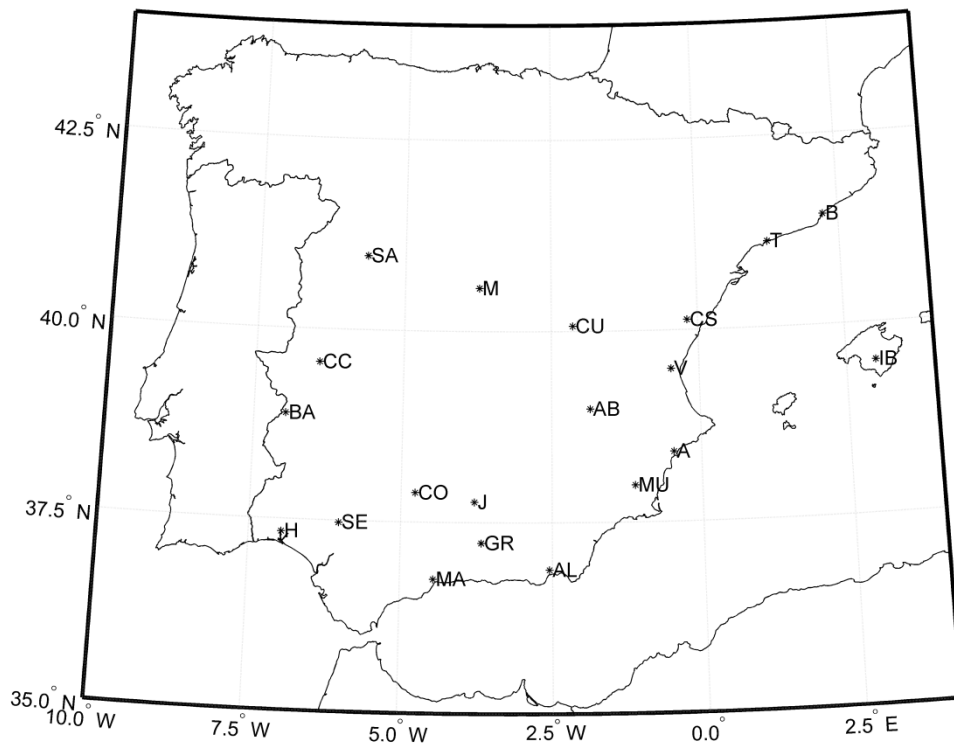 42.5° N
B
T
SA
M
40.0° N
CU
CS
CC
V
IB
BA
AB
A
MU
CO
J
37.5° N
SE
H
GR
MA
AL
35.0° N
10.0° W
7.5° W
5.0° W
2.5° W
0.0°
2.5° E